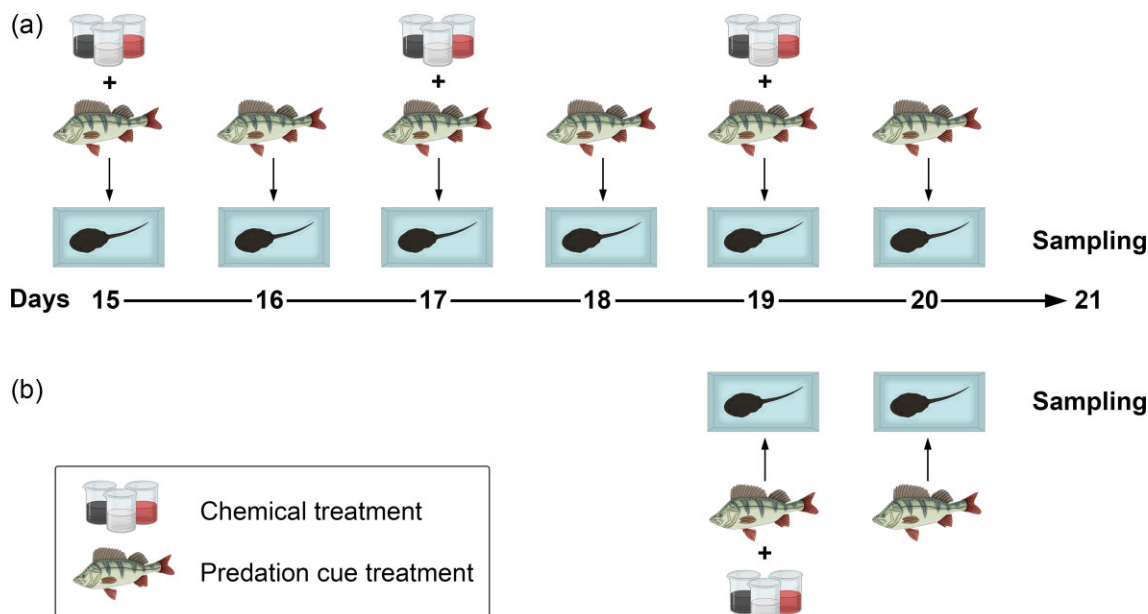 (a)
+ + +
Sampling
Days 15 16 17 18 19 20 21
(b)
Sampling
Chemical treatment
+
Predation cue treatment